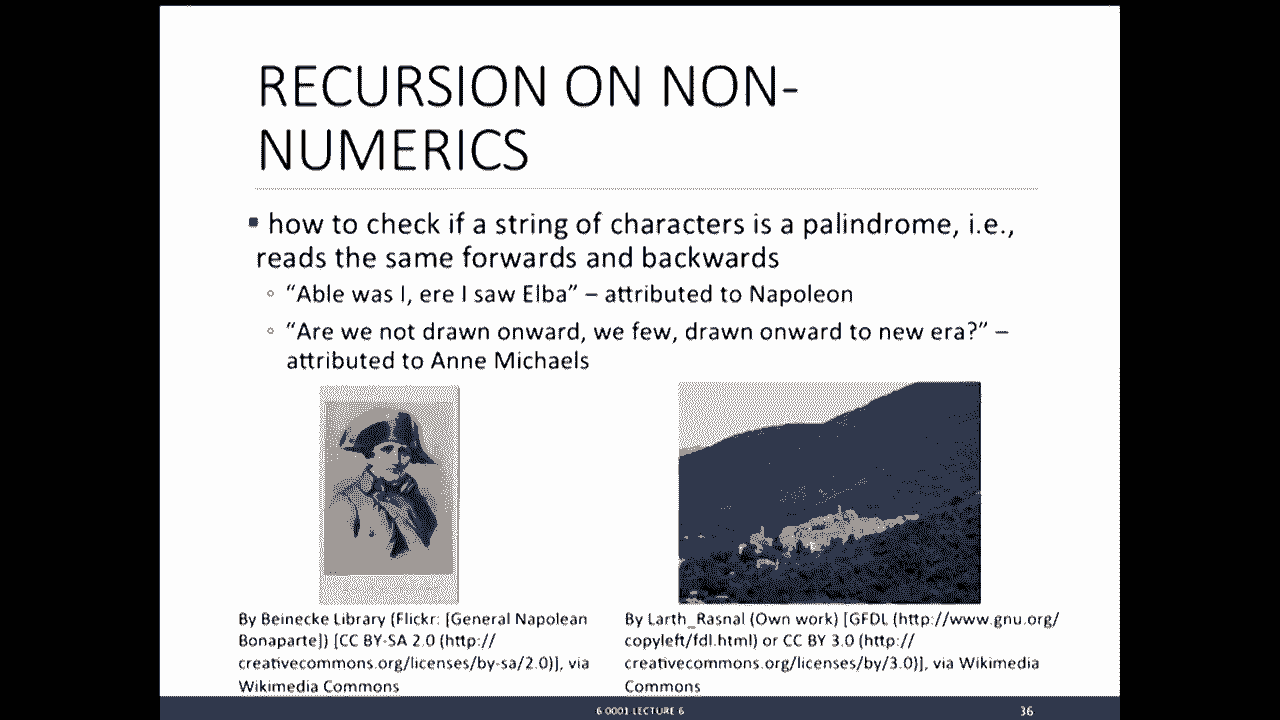 RECURSION ON NON-
NUMERICS
▪ how to check if a string of characters is a palindrome, i.e.,
reads the same forwards and backwards
◦ “Able was I, ere I saw Elba” – attributed to Napoleon
◦ “Are we not drawn onward, we few, drawn onward to new era?” –
attributed to Anne Michaels
By Beinecke Library (Flickr: [General Napolean
Bonaparte]) [CC BY-SA 2.0 (http://
creativecommons.org/licenses/by-sa/2.0)], via
Wikimedia Commons
By Larth_Rasnal (Own work) [GFDL (http://www.gnu.org/
copyleft/fdl.html) or CC BY 3.0 (http://
creativecommons.org/licenses/by/3.0)], via Wikimedia
Commons
6.0001 LECTURE 6
36